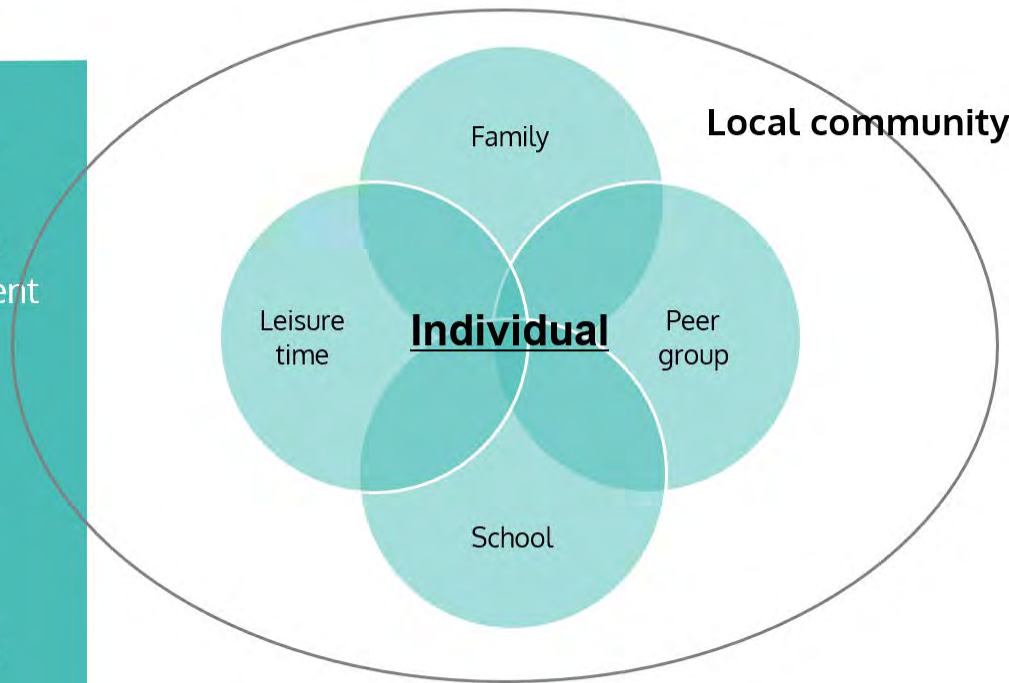 Family
Local community
Leisure
time
Individual
Peer
group
School